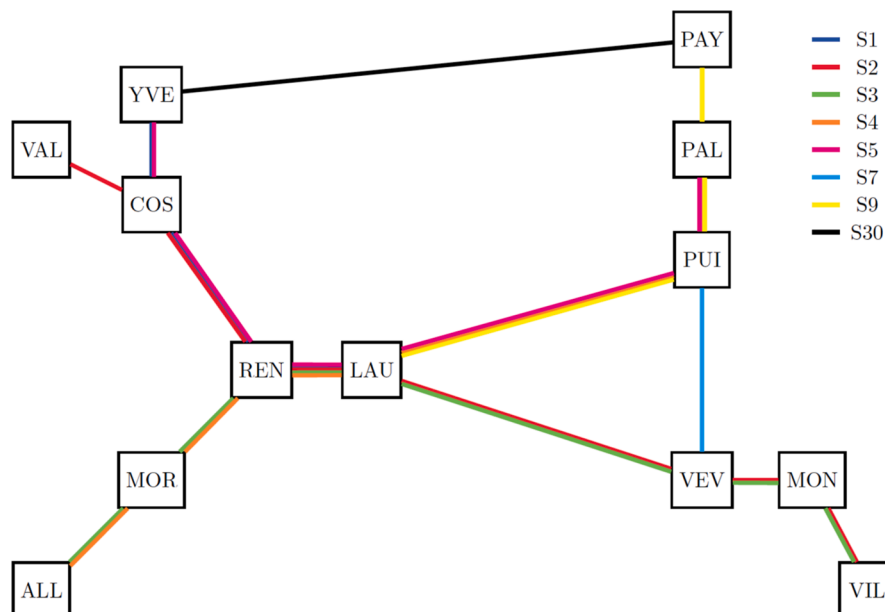 PAY
YVE
VAL
PAL
COS
PUI
REN
LAU
MOR
VEV
MON
ALL
VIL
S1
S2
S3
S4
S5
S7
S9
S30